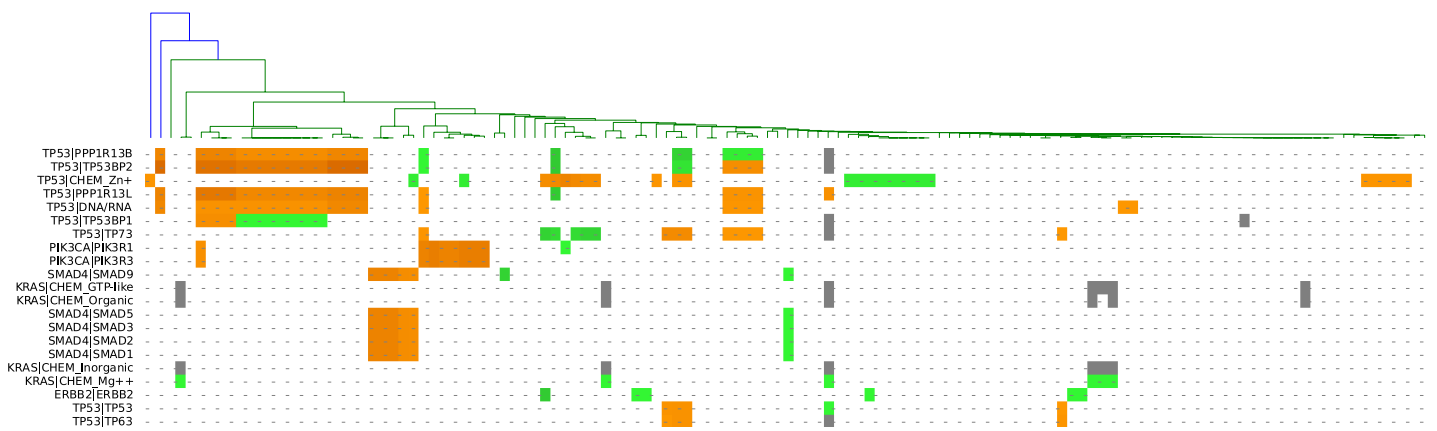 TP53|PPP1R13B
TP53|TP53BP2
TP53|CHEM_Zn+
TP53|PPP1R13L
TP53|DNA/RNA
TP53|TP53BP1
TP53|TP73
PIK3CA|PIK3R1
PIK3CA|PIK3R3
SMAD4|SMAD9
KRAS|CHEM_GTP-like
KRAS|CHEM_Organic
SMAD4|SMAD5
SMAD4|SMAD3
SMAD4|SMAD2
SMAD4|SMAD1
KRAS|CHEM_Inorganic
KRAS|CHEM_Mg++
ERBB2|ERBB2
TP53|TP53
TP53|TP63